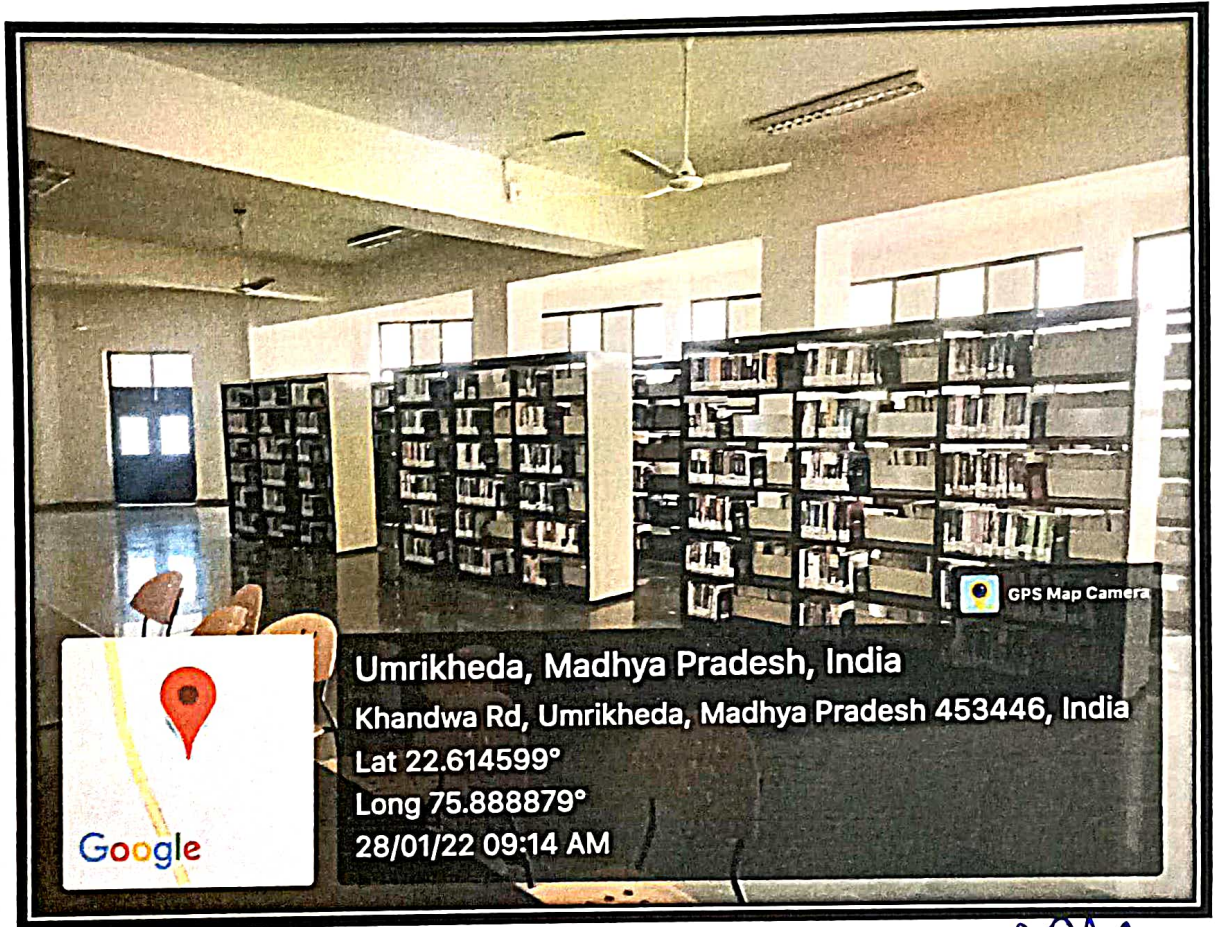 GPS Map Camera
Umrikheda, Madhya Pradesh, India
Khandwa Rd, Umrikheda, Madhya Pradesh 453446, India
Lat 22.614599°
Long 75.888879°
28/01/22 09:14 AM
Google